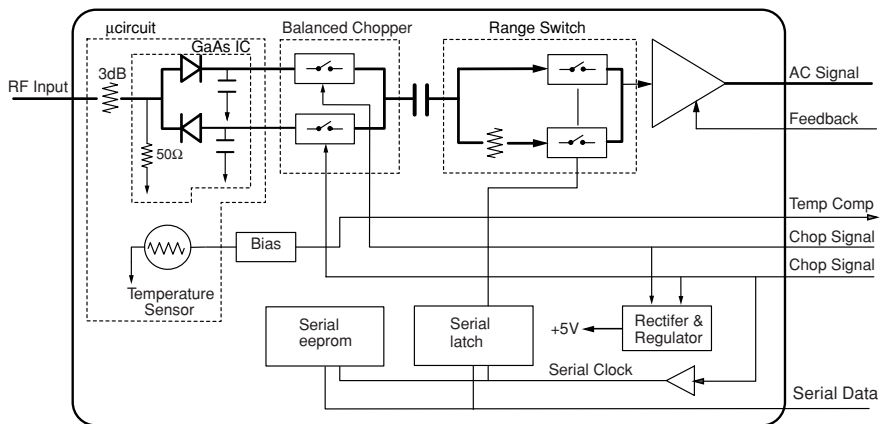 µcircuit
Balanced Chopper
Range Switch
GaAs IC
3dB
RF Input
AC Signal
Feedback
50Ω
Temp Comp
Bias
Chop Signal
Chop Signal
Temperature
Sensor
Serial
eeprom
Serial
latch
+5V
Rectifer &
Regulator
Serial Clock
Serial Data